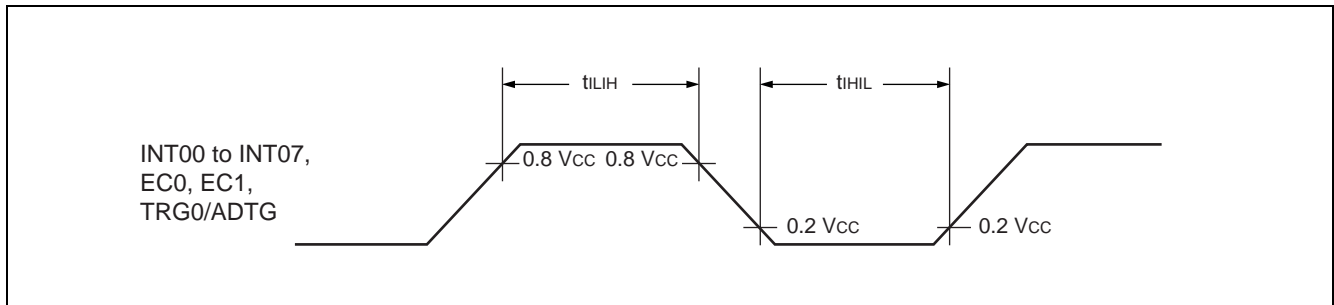 tILIH
tIHIL
INT00 to INT07,
EC0, EC1,
TRG0/ADTG
0.8 VCC 0.8 VCC
0.2 VCC
0.2 VCC